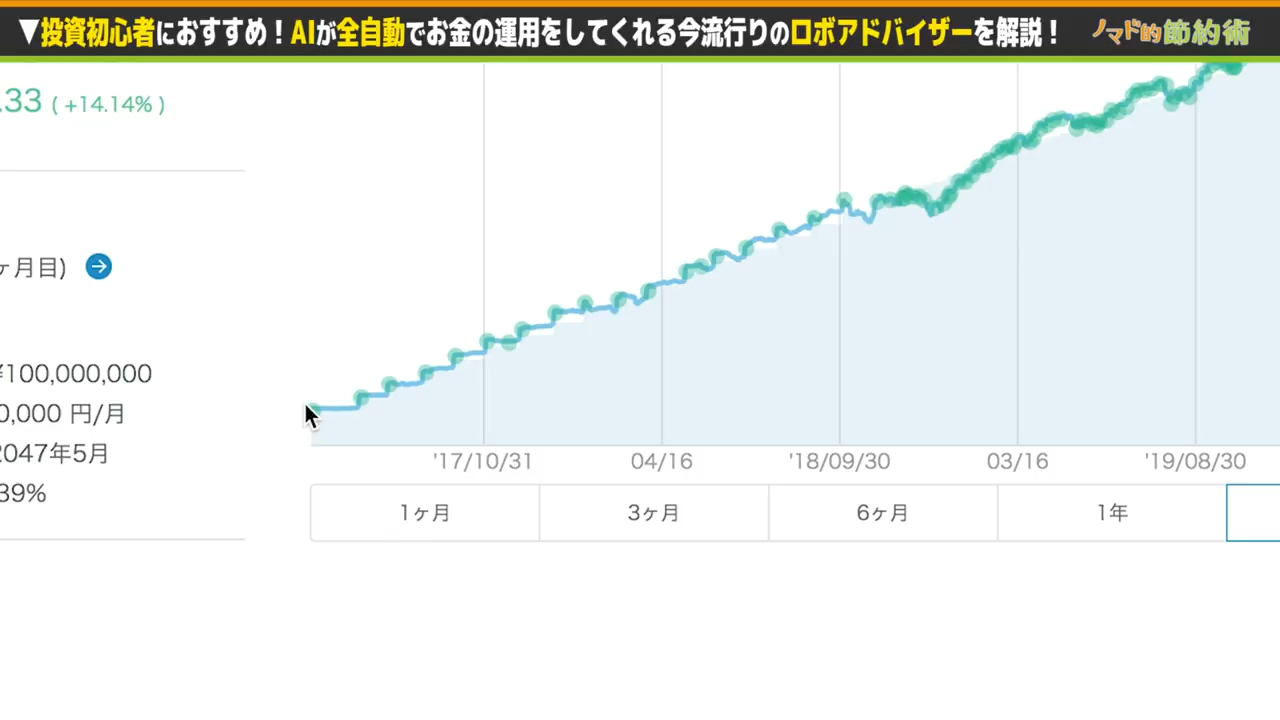 ▼投資初心者におすすめ！AIが全自動でお金の運用をしてくれる今流行りのロボアドバイザーを解説！
ノマド的節約術
.33 ( +14.14% )
ヶ月目)
¥100,000,000
0,000 円/月
2047年5月
39%
'17/10/31
04/16
'18/09/30
03/16
'19/08/30
1ヶ月
3ヶ月
6ヶ月
1年